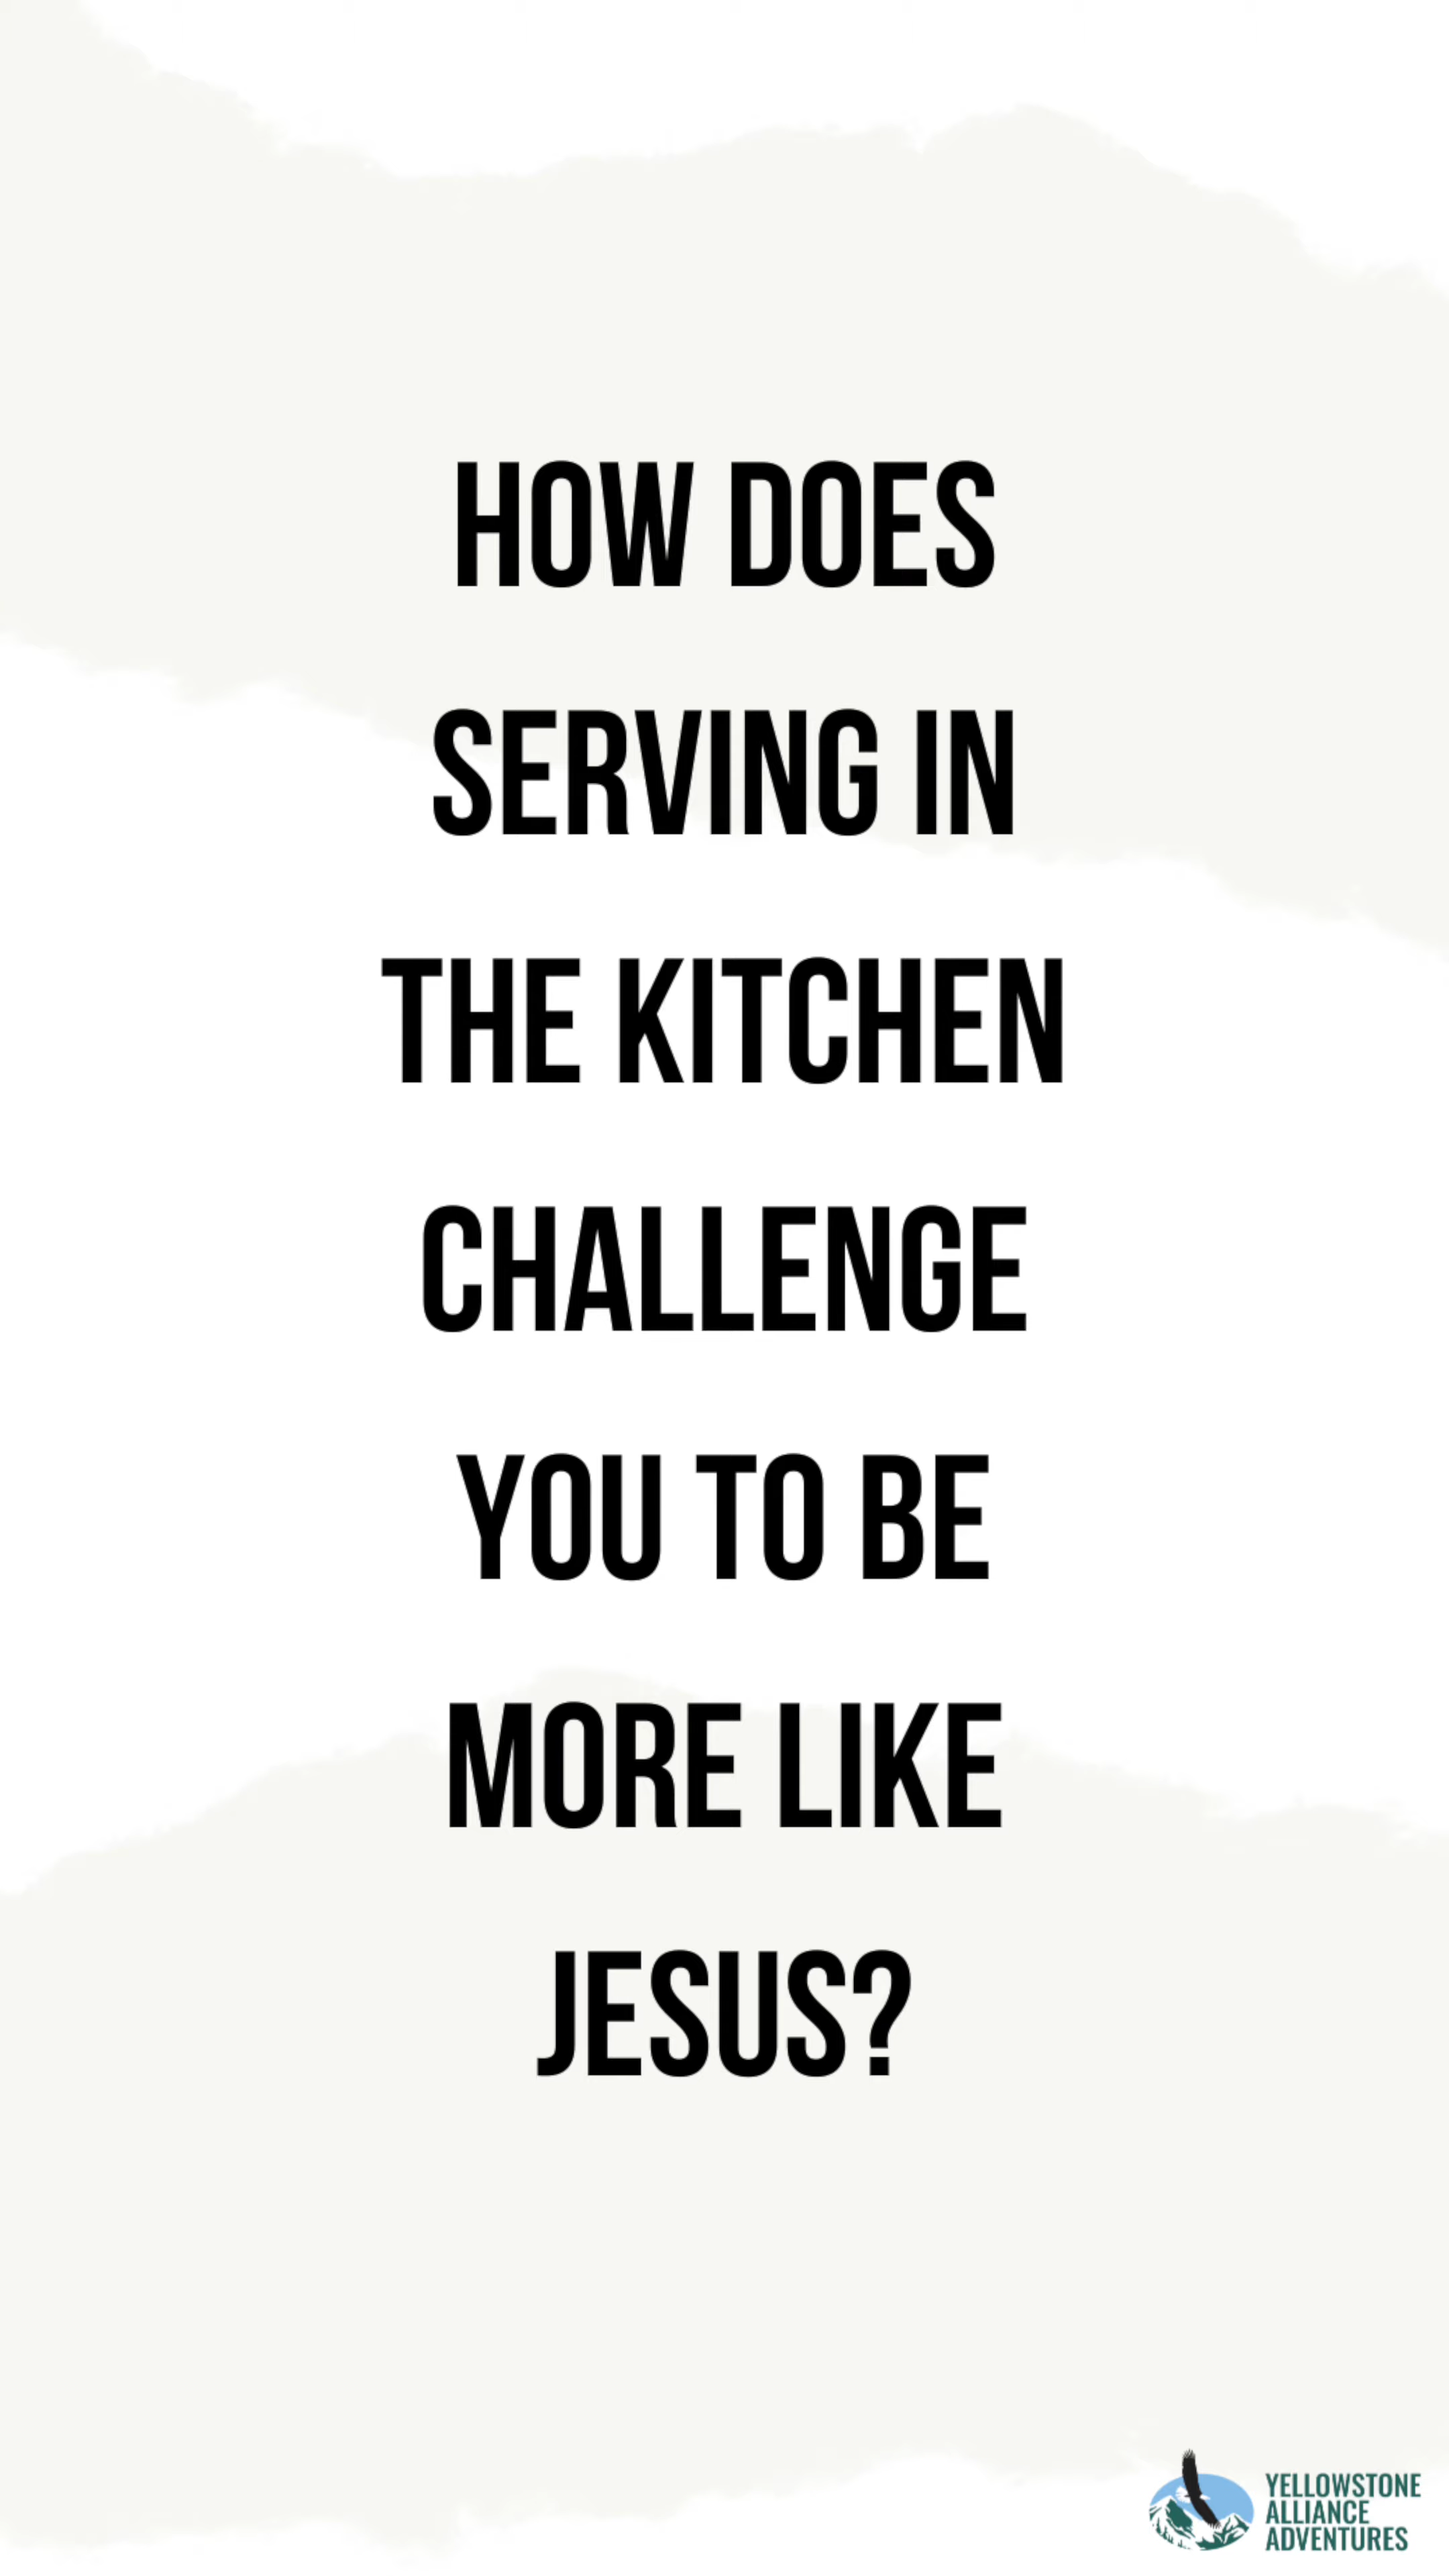 HOW DOES
SERVING IN
THE KITCHEN
CHALLENGE
YOU TO BE
MORE LIKE
JESUS?
YELLOWSTONE
ALLIANCE
ADVENTURES